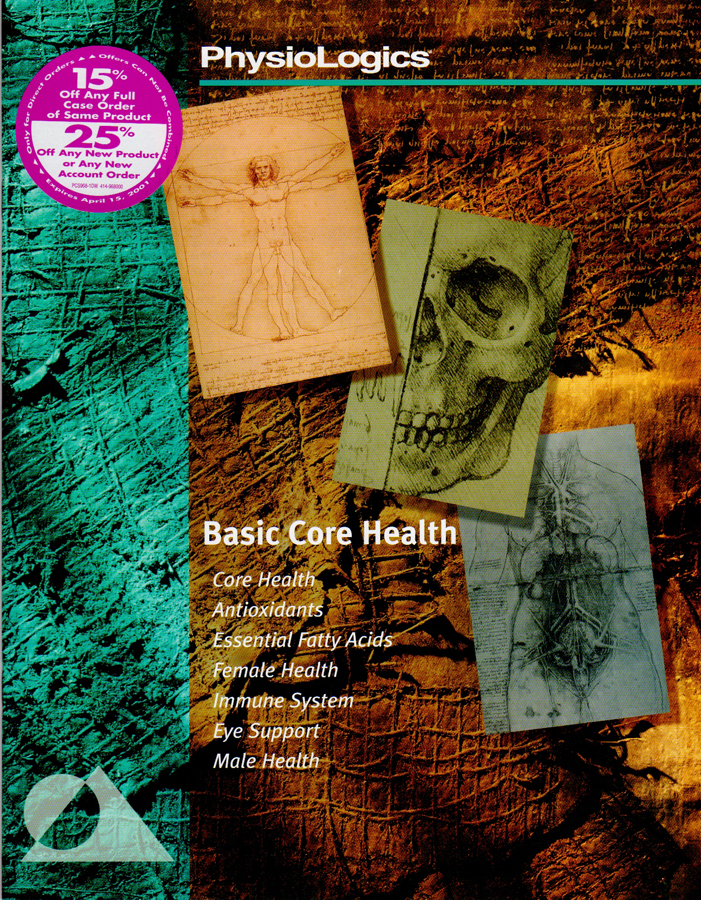 PhysioLogics
Only for Direct Orders ▲ ▲ Offers Can Not Be Combined
15%
Off Any Full
Case Order
of Same Product
25%
Off Any New Product
or Any New
Account Order
Expires April 15, 2001
Basic Core Health
Core Health
Antioxidants
Essential Fatty Acids
Female Health
Immune System
Eye Support
Male Health